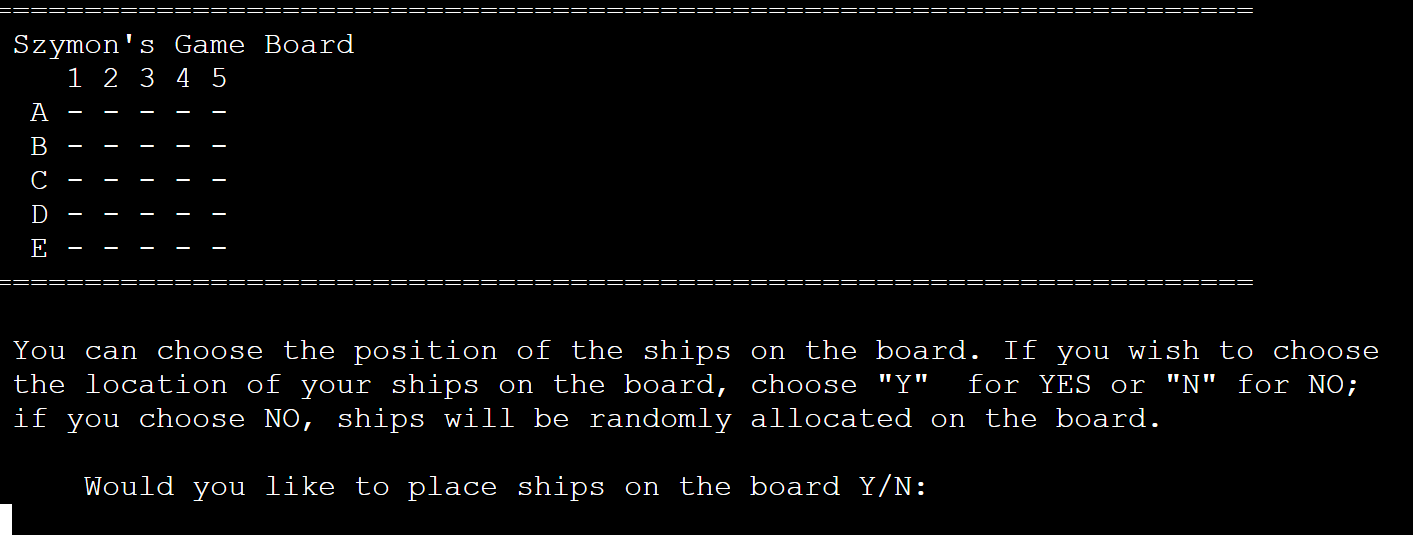 ======================================================================
Szymon's Game Board
   1 2 3 4 5
 A - - - - -
 B - - - - -
 C - - - - -
 D - - - - -
 E - - - - -
======================================================================
You can choose the position of the ships on the board. If you wish to choose
the location of your ships on the board, choose "Y"  for YES or "N" for NO;
if you choose NO, ships will be randomly allocated on the board.
    Would you like to place ships on the board Y/N: